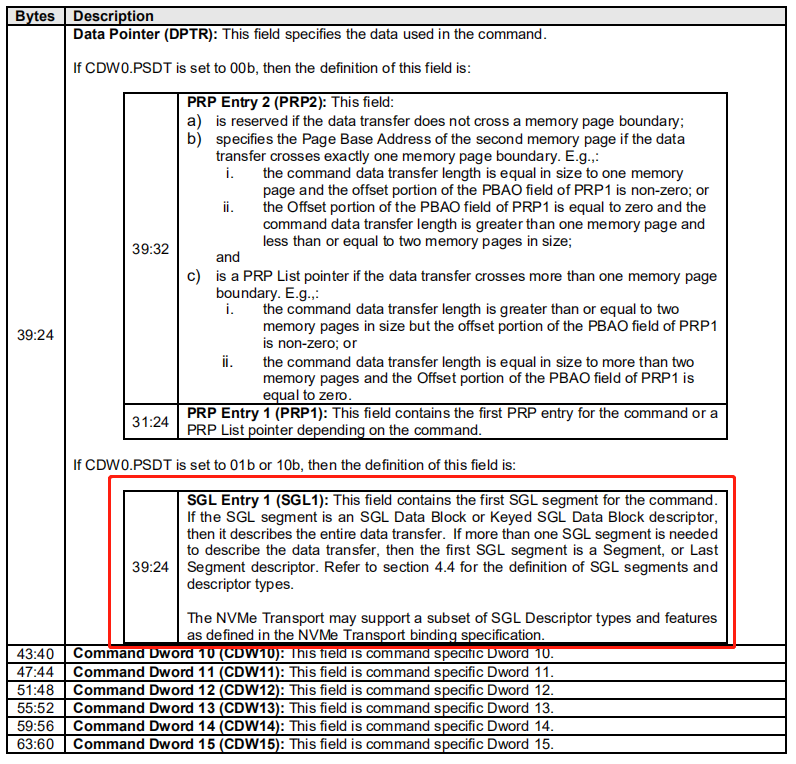 Bytes Description
Data Pointer (DPTR): This field specifies the data used in the command.
If CDW0.PSDT is set to 00b, then the definition of this field is:
PRP Entry 2 (PRP2): This field:
a) is reserved if the data transfer does not cross a memory page boundary;
b) specifies the Page Base Address of the second memory page if the data
transfer crosses exactly one memory page boundary. E.g.,:
i. the command data transfer length is equal in size to one memory
page and the offset portion of the PBAO field of PRP1 is non-zero; or
ii. the Offset portion of the PBAO field of PRP1 is equal to zero and the
command data transfer length is greater than one memory page and
less than or equal to two memory pages in size;
39:32
and
c) is a PRP List pointer if the data transfer crosses more than one memory page
boundary. E.g.,:
i. the command data transfer length is greater than or equal to two
memory pages in size but the offset portion of the PBAO field of PRP1
is non-zero; or
39:24
ii. the command data transfer length is equal in size to more than two
memory pages and the Offset portion of the PBAO field of PRP1 is
equal to zero.
31:24
PRP Entry 1 (PRP1): This field contains the first PRP entry for the command or a
PRP List pointer depending on the command.
If CDW0.PSDT is set to 01b or 10b, then the definition of this field is:
SGL Entry 1 (SGL1): This field contains the first SGL segment for the command.
If the SGL segment is an SGL Data Block or Keyed SGL Data Block descriptor,
then it describes the entire data transfer. If more than one SGL segment is needed
to describe the data transfer, then the first SGL segment is a Segment, or Last
39:24
Segment descriptor. Refer to section 4.4 for the definition of SGL segments and
descriptor types.
The NVMe Transport may support a subset of SGL Descriptor types and features
as defined in the NVMe Transport binding specification.
43:40 Command Dword 10 (CDW10): This field is command specific Dword 10.
47:44 Command Dword 11 (CDW11): This field is command specific Dword 11.
51:48 Command Dword 12 (CDW12): This field is command specific Dword 12.
55:52 Command Dword 13 (CDW13): This field is command specific Dword 13.
59:56 Command Dword 14 (CDW14): This field is command specific Dword 14.
63:60 Command Dword 15 (CDW15): This field is command specific Dword 15.